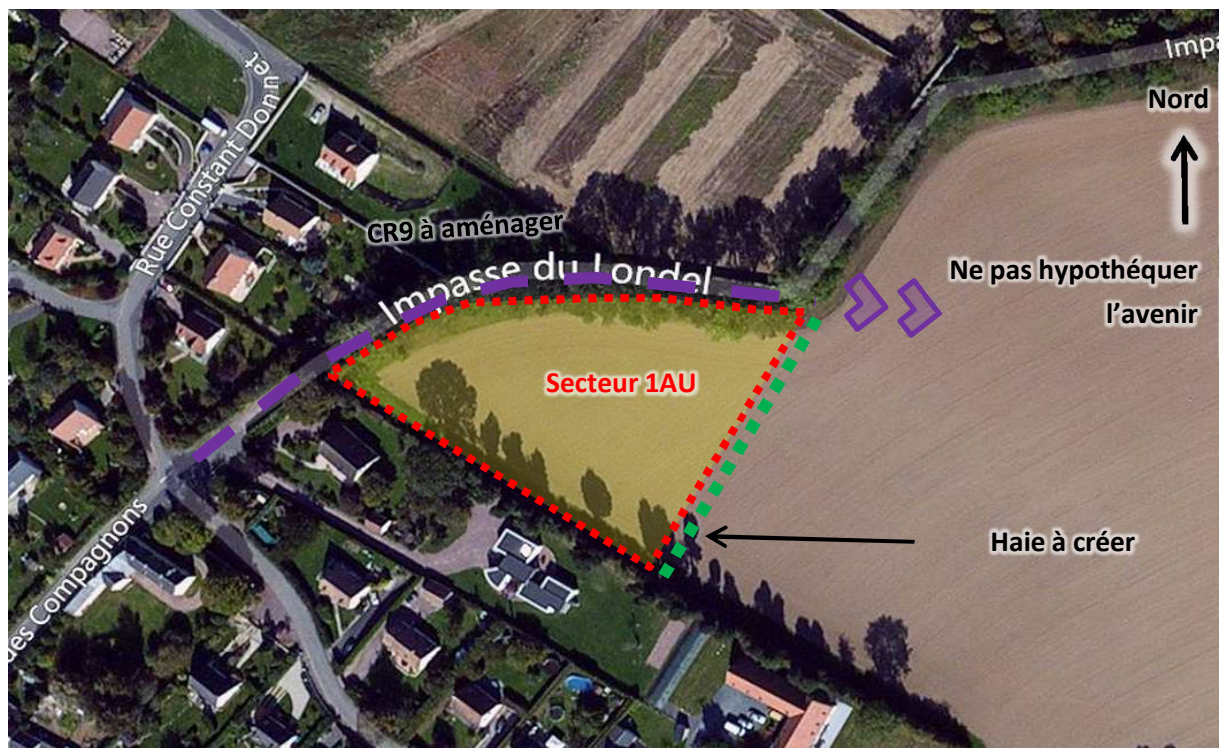 Impa
Nord
Rue Constant Donnet
CR9 à aménager
Impasse du Londel
Ne pas hypothéquer
l'avenir
Secteur 1AU
Haie à créer
des Compagnons